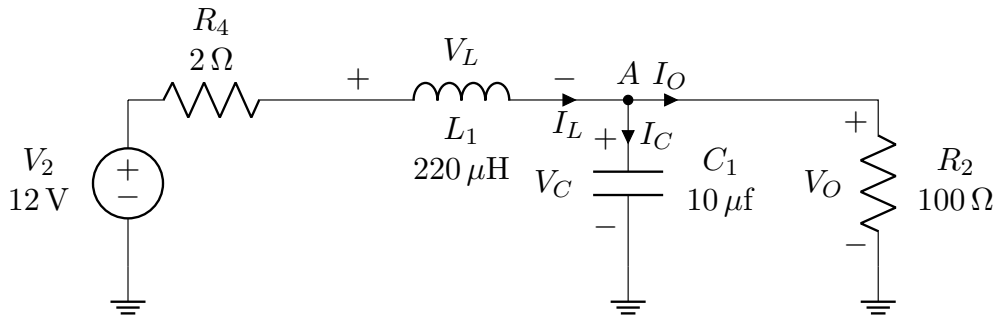 R4
2 Ω
+
VL
−
A
IO
IL
L1
220 μH
+
IC
V2
12 V
+
−
VC
C1
10 μf
−
+
VO
R2
100 Ω
−